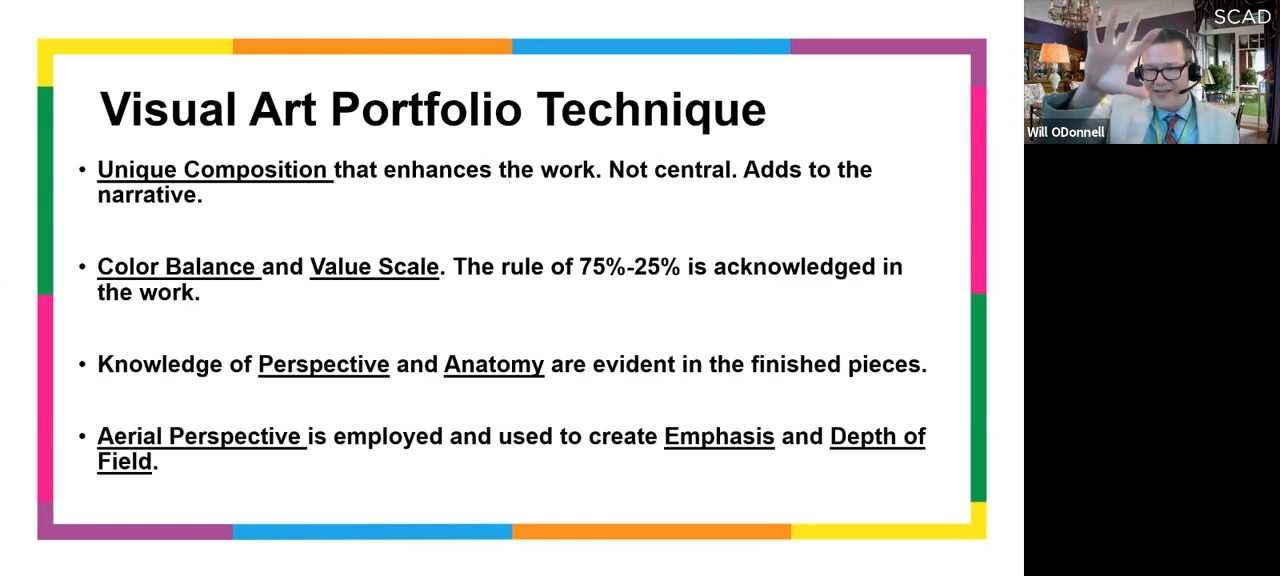 Visual Art Portfolio Technique
• Unique Composition that enhances the work. Not central. Adds to the
narrative.
• Color Balance and Value Scale. The rule of 75%-25% is acknowledged in
the work.
• Knowledge of Perspective and Anatomy are evident in the finished pieces.
• Aerial Perspective is employed and used to create Emphasis and Depth of
Field.
SCAD
Will ODonnell